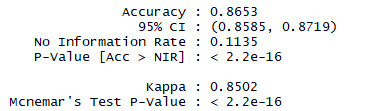 Accuracy : 0.8653
95% CI : (0.8585, 0.8719)
No Information Rate : 0.1135
P-Value [Acc > NIR] : < 2.2e-16
Kappa : 0.8502
Mcnemar's Test P-Value : < 2.2e-16